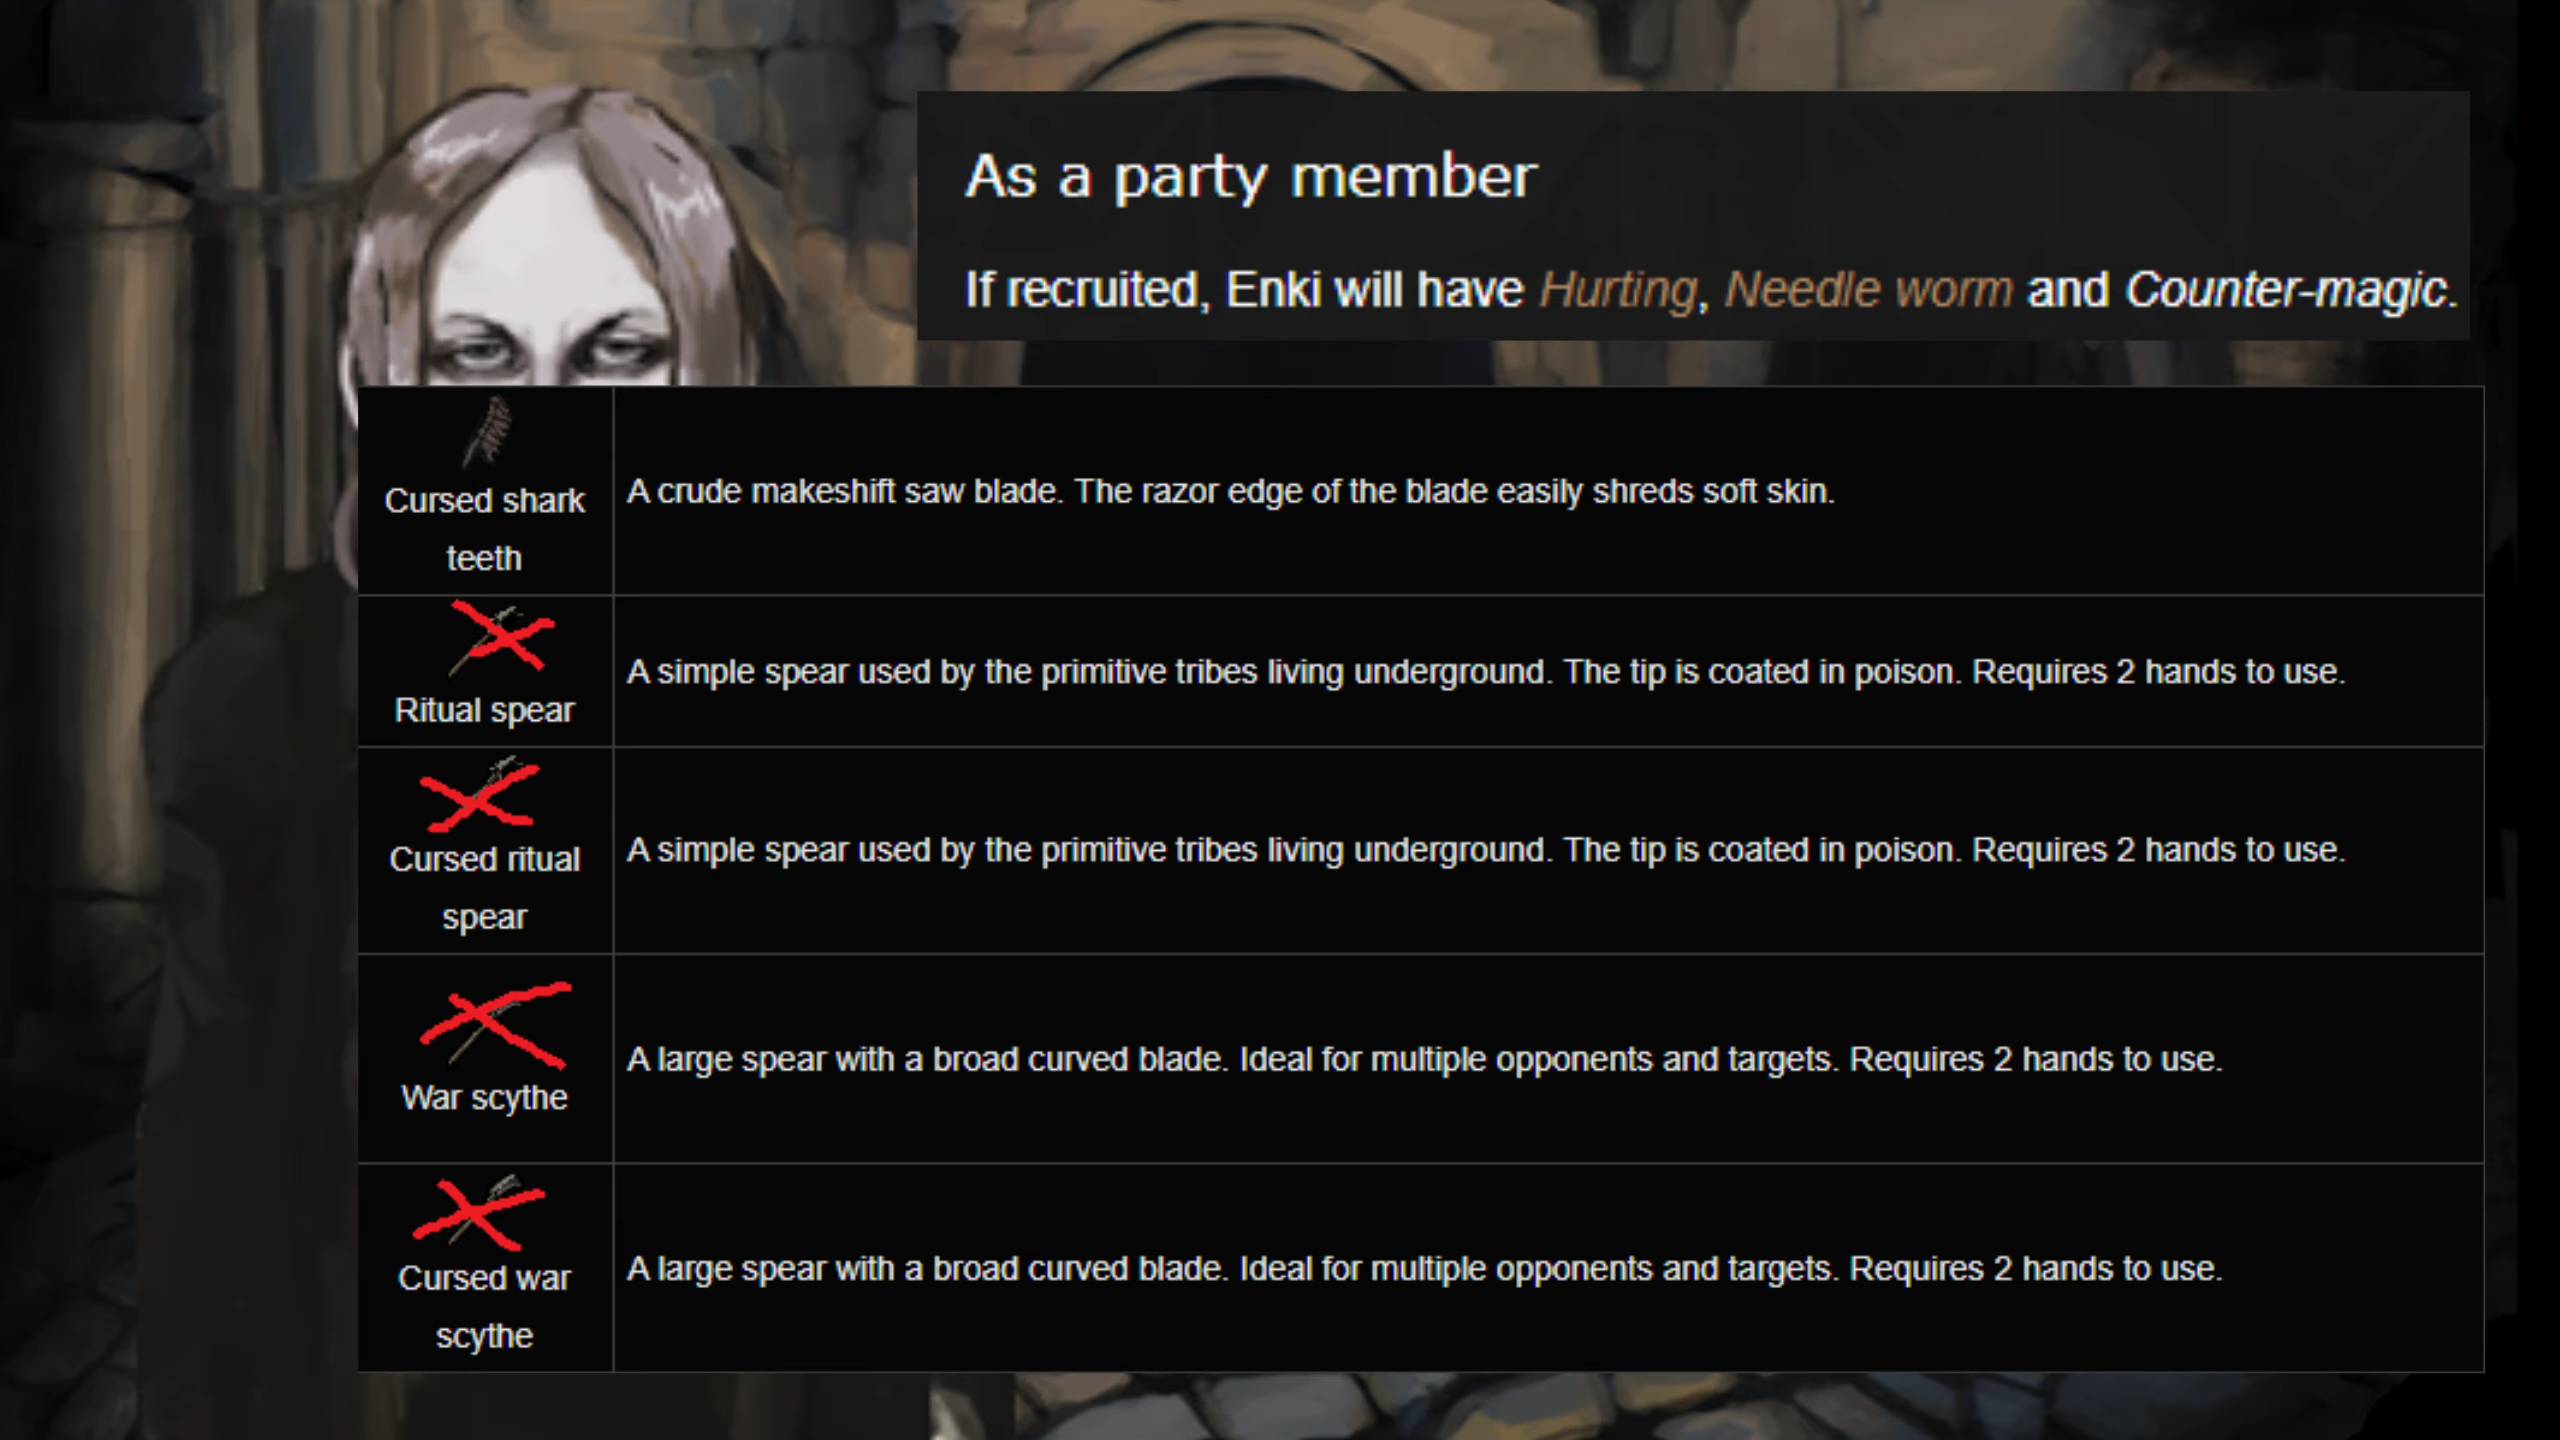 As a party member
If recruited, Enki will have Hurting, Needle worm and Counter-magic.
Cursed shark
teeth
A crude makeshift saw blade. The razor edge of the blade easily shreds soft skin.
Ritual spear
A simple spear used by the primitive tribes living underground. The tip is coated in poison. Requires 2 hands to use.
Cursed ritual
spear
A simple spear used by the primitive tribes living underground. The tip is coated in poison. Requires 2 hands to use.
War scythe
A large spear with a broad curved blade. Ideal for multiple opponents and targets. Requires 2 hands to use.
Cursed war
scythe
A large spear with a broad curved blade. Ideal for multiple opponents and targets. Requires 2 hands to use.